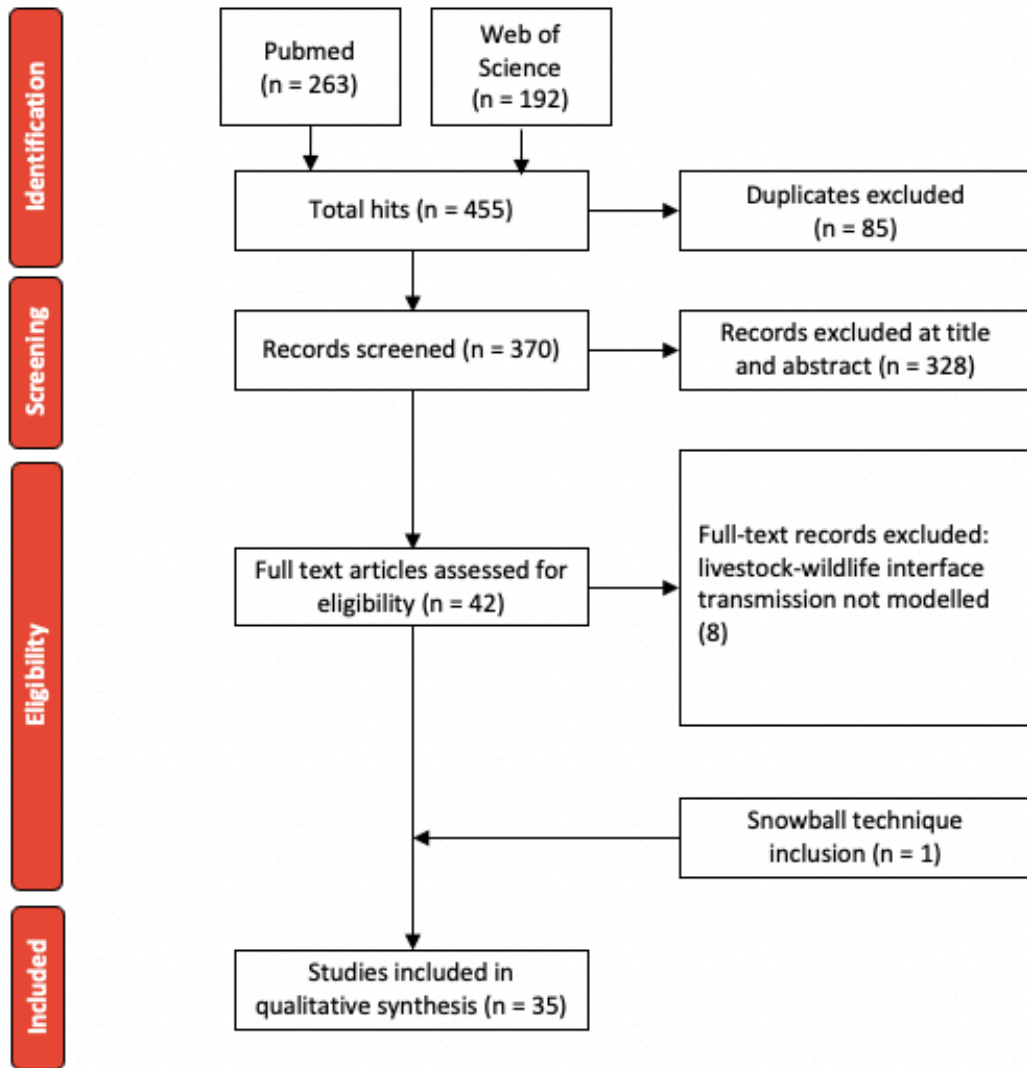 Identification
Pubmed
(n = 263)
Web of
Science
(n = 192)
Total hits (n = 455)
Duplicates excluded
(n = 85)
Screening
Records screened (n = 370)
Records excluded at title
and abstract (n = 328)
Eligibility
Full text articles assessed for
eligibility (n = 42)
Full-text records excluded:
livestock-wildlife interface
transmission not modelled
(8)
Snowball technique
inclusion (n = 1)
Included
Studies included in
qualitative synthesis (n = 35)